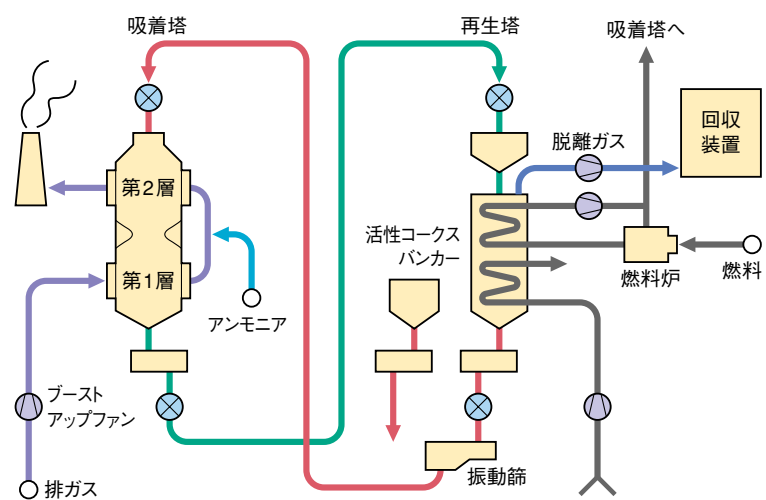 吸着塔
再生塔
吸着塔へ
脱離ガス
回収
装置
第2層
活性コークス
バンカー
第1層
燃料炉
燃料
アンモニア
ブースト
アップファン
振動篩
排ガス